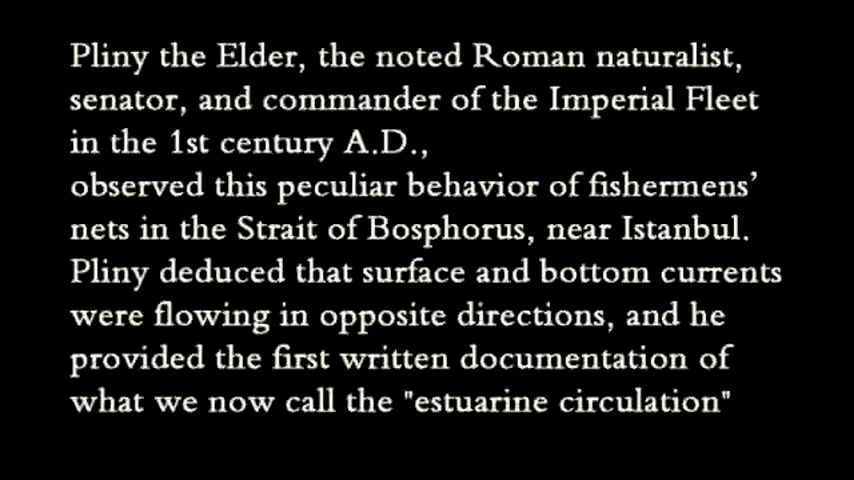 Pliny the Elder, the noted Roman naturalist,
senator, and commander of the Imperial Fleet
in the 1st century A.D.,
observed this peculiar behavior of fishermens’
nets in the Strait of Bosphorus, near Istanbul.
Pliny deduced that surface and bottom currents
were flowing in opposite directions, and he
provided the first written documentation of
what we now call the "estuarine circulation"